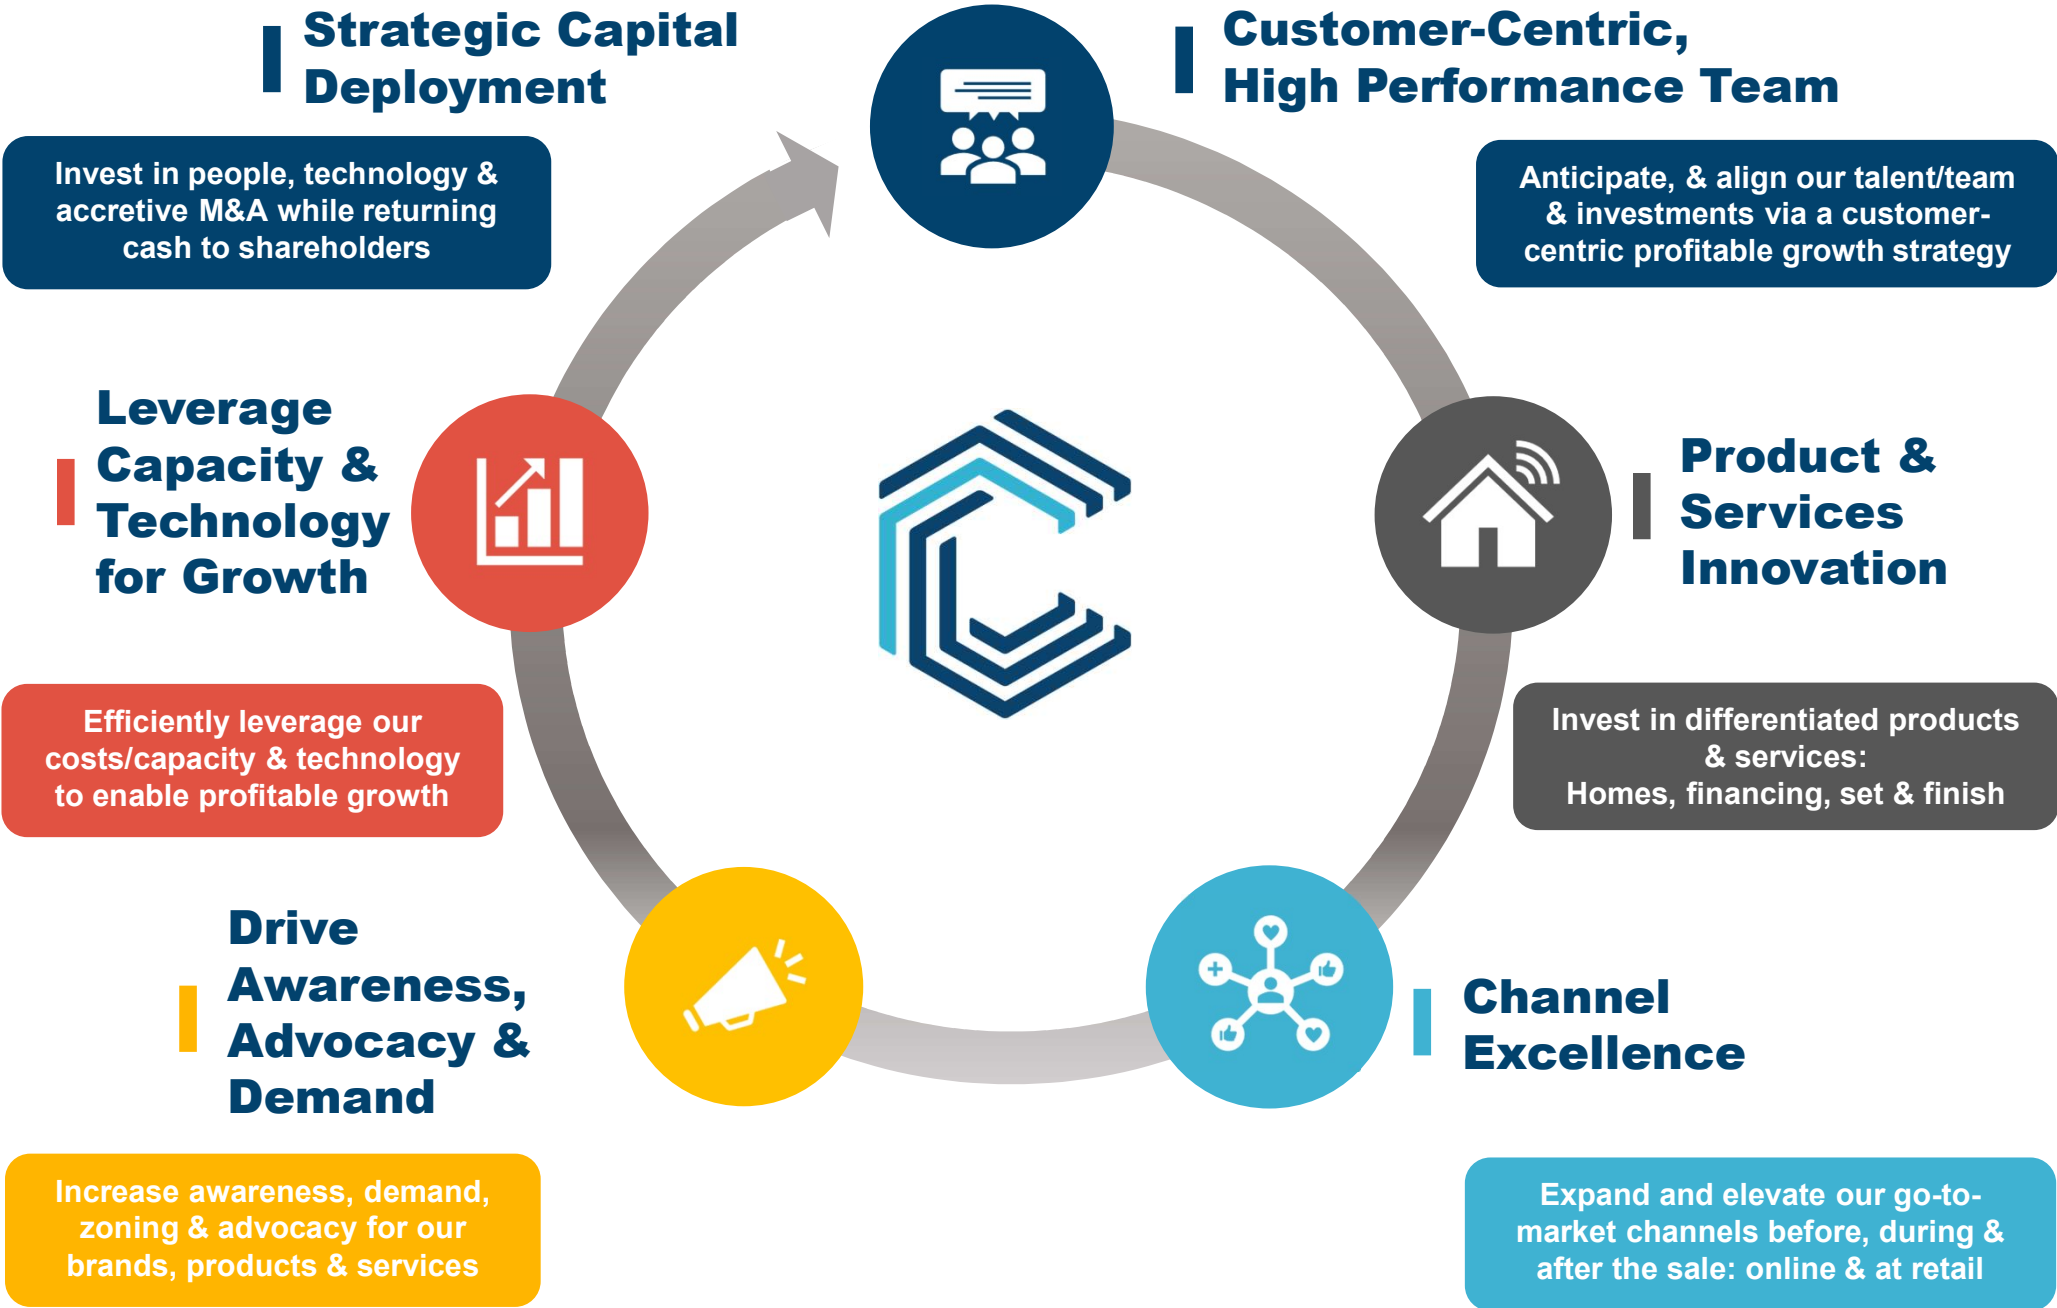 Strategic Capital
Deployment
Invest in people, technology &
accretive M&A while returning
cash to shareholders
Customer-Centric,
High Performance Team
Anticipate, & align our talent/team
& investments via a customer-
centric profitable growth strategy
Leverage
Capacity &
Technology
for Growth
Efficiently leverage our
costs/capacity & technology
to enable profitable growth
Product &
Services
Innovation
Invest in differentiated products
& services:
Homes, financing, set & finish
Drive
Awareness,
Advocacy &
Demand
Increase awareness, demand,
zoning & advocacy for our
brands, products & services
Channel
Excellence
Expand and elevate our go-to-
market channels before, during &
after the sale: online & at retail